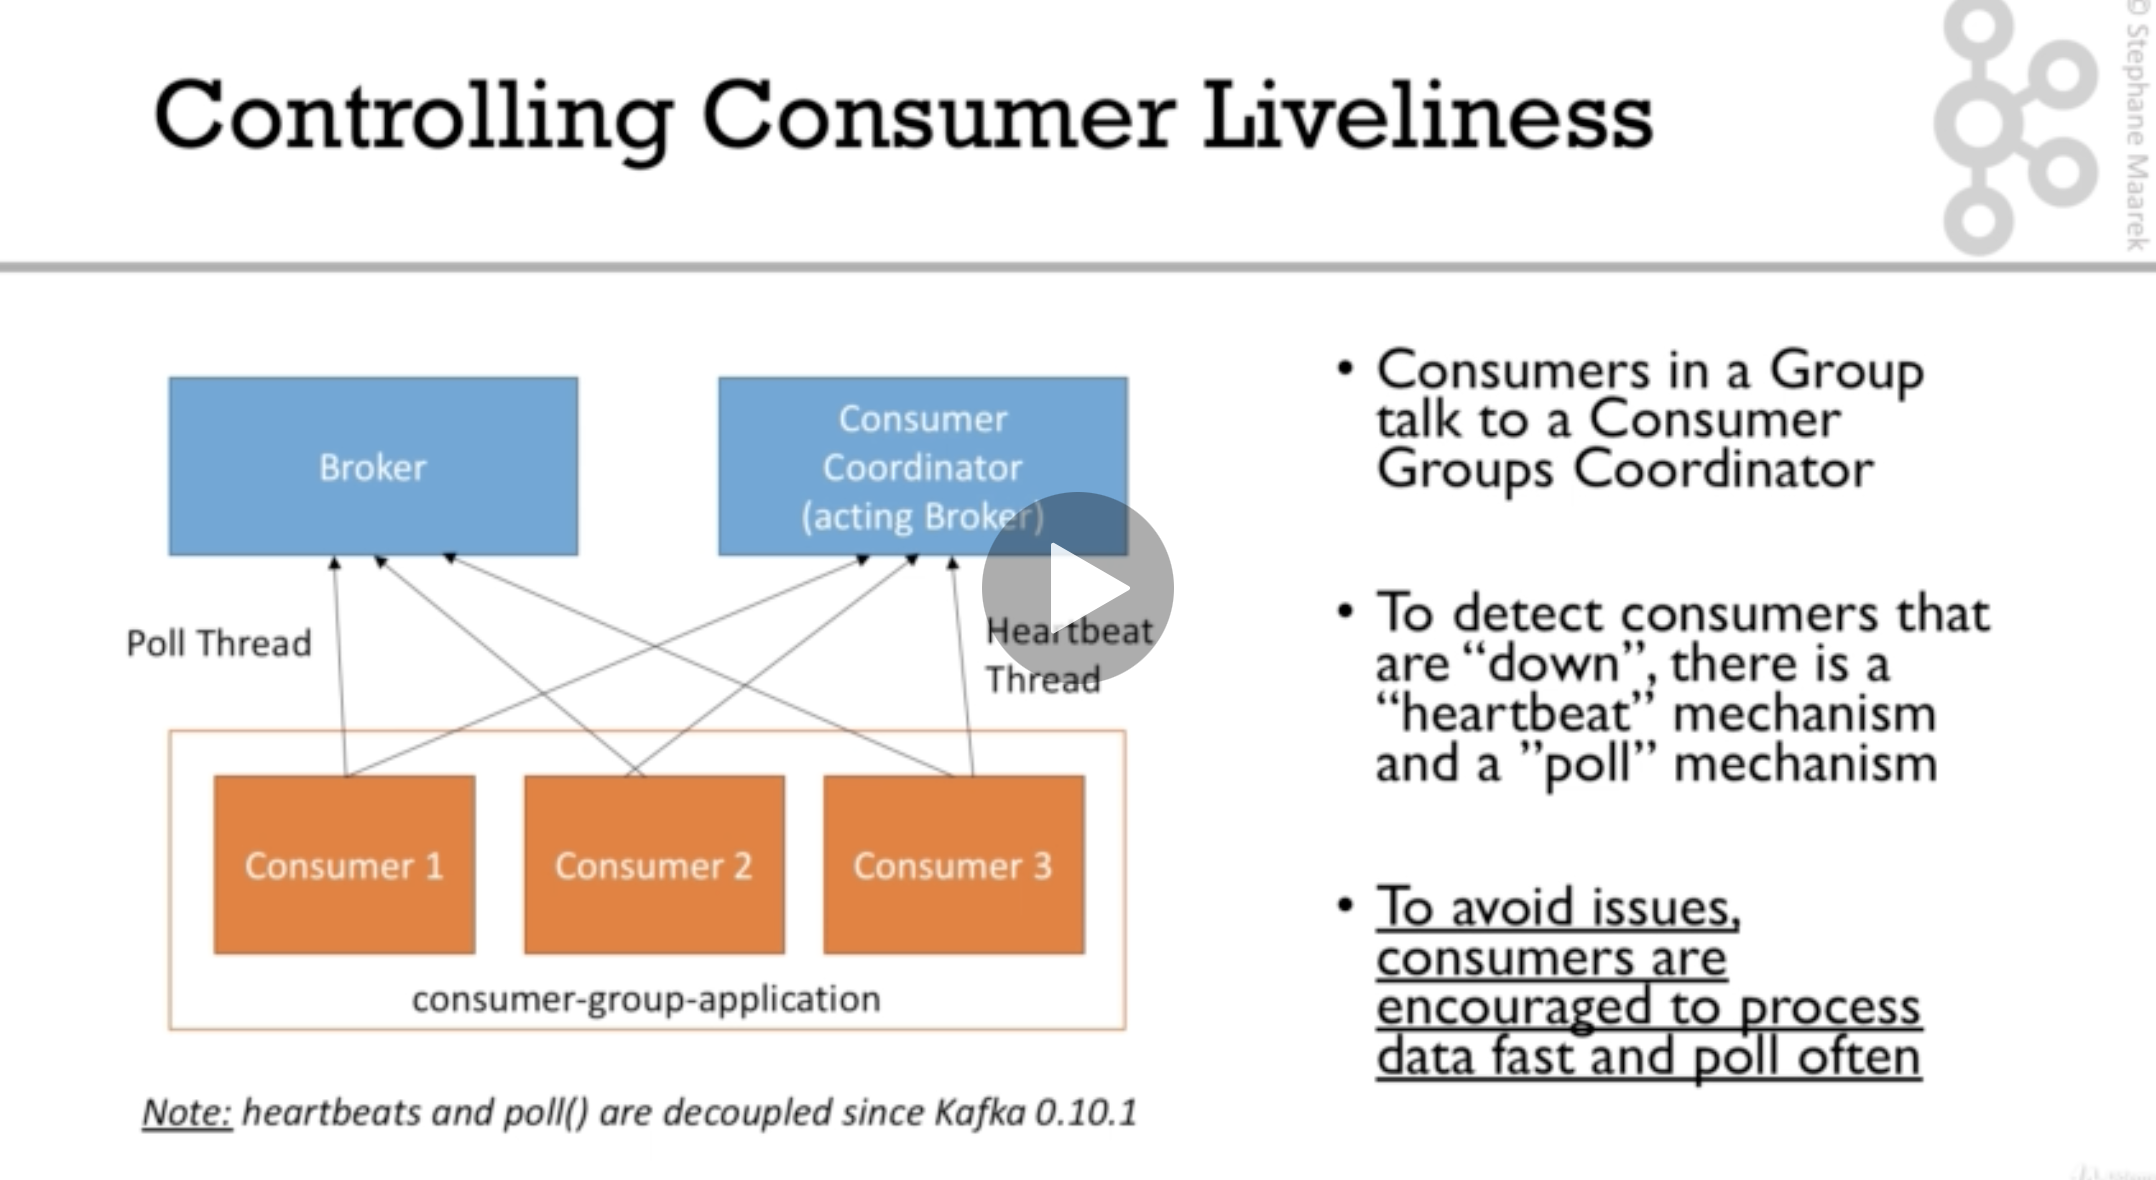 Controlling Consumer Liveliness
© Stephane Maarek
Broker
Consumer
Coordinator
(acting Broker)
Poll Thread
Heartbeat
Thread
Consumer 1
Consumer 2
Consumer 3
consumer-group-application
Note: heartbeats and poll() are decoupled since Kafka 0.10.1
• Consumers in a Group
talk to a Consumer
Groups Coordinator
• To detect consumers that
are “down”, there is a
“heartbeat” mechanism
and a ”poll” mechanism
• To avoid issues,
consumers are
encouraged to process
data fast and poll often